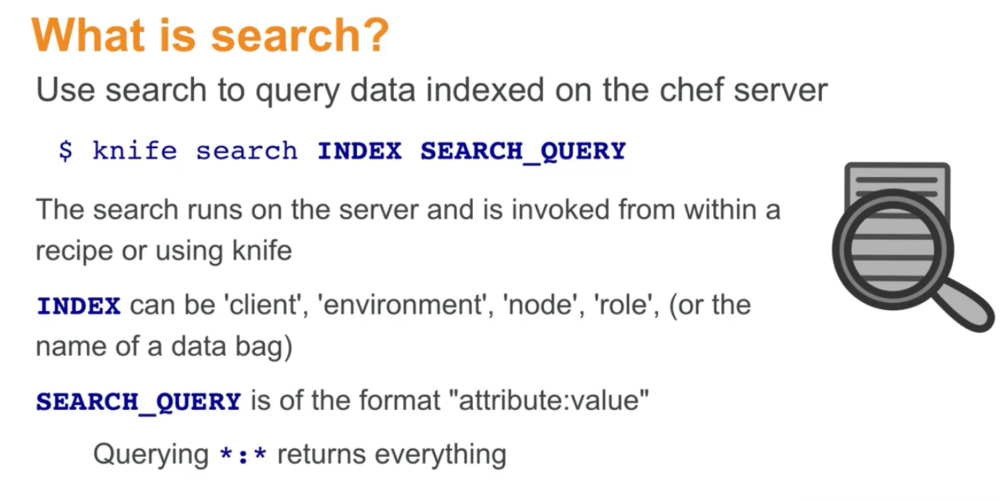 What is search?
Use search to query data indexed on the chef server
$ knife search INDEX SEARCH_QUERY
The search runs on the server and is invoked from within a
recipe or using knife
INDEX can be 'client', 'environment', 'node', 'role', (or the
name of a data bag)
SEARCH_QUERY is of the format "attribute:value"
Querying *:* returns everything